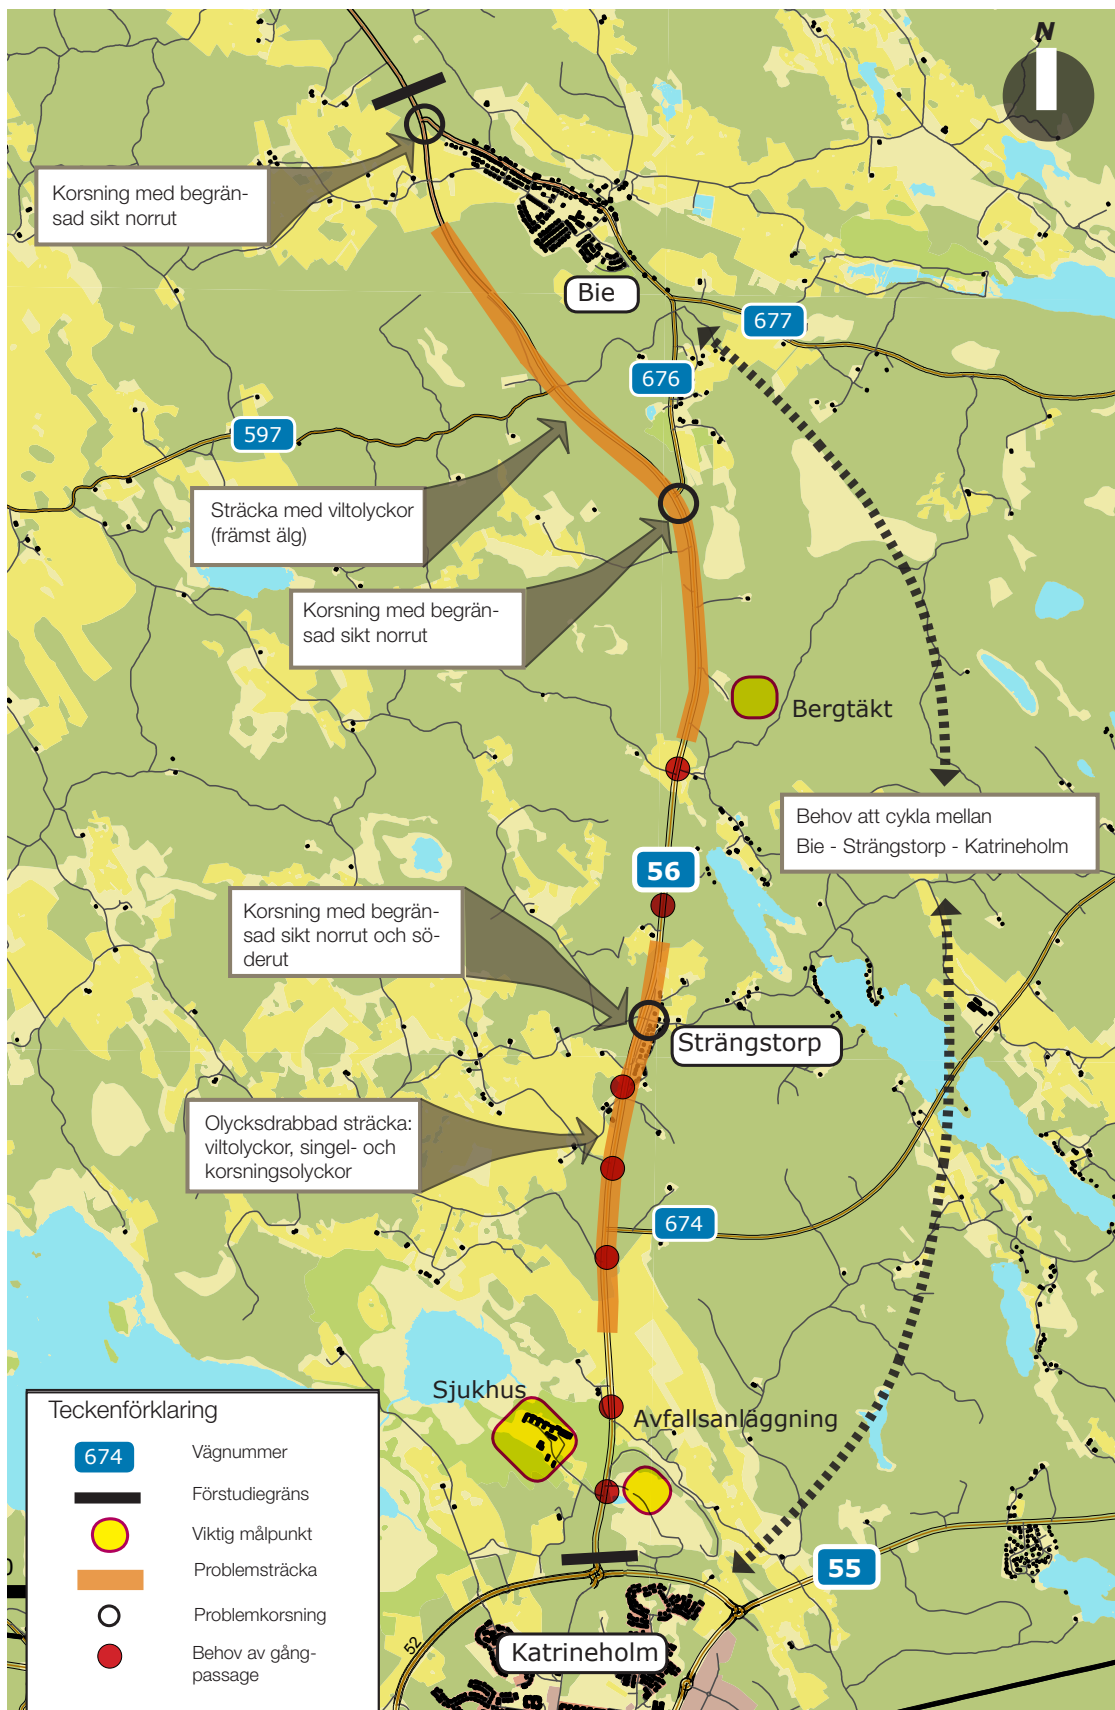 N
Korsning med begrän-
sad sikt norrut
Bie
677
676
597
Sträcka med viltolyckor
(främst älg)
Korsning med begrän-
sad sikt norrut
Bergtäkt
Behov att cykla mellan
Bie - Strängstorp - Katrineholm
56
Korsning med begrän-
sad sikt norrut och sö-
derut
Strängstorp
Olycksdrabbad sträcka:
viltolyckor, singel- och
korsningsolyckor
674
Sjukhus
Avfallsanläggning
55
52
Katrineholm
Teckenförklaring
674
Vägnummer
Förstudiegräns
Viktig målpunkt
Problemsträcka
Problemkorsning
Behov av gång-
passage